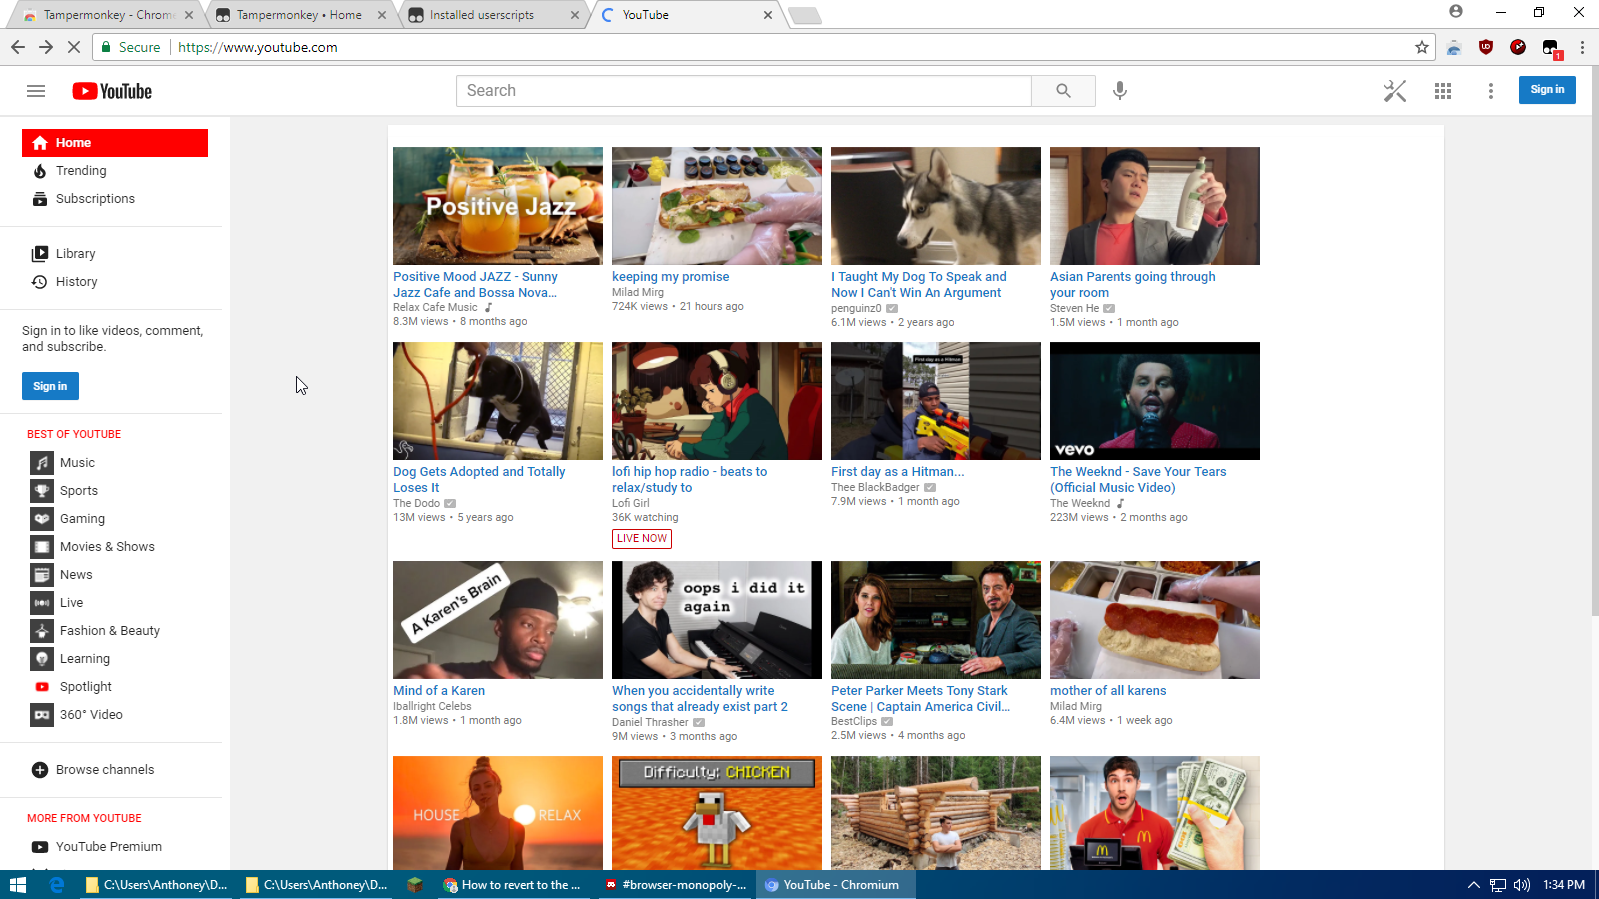 Tampermonkey - Chrome
Tampermonkey • Home
Installed userscripts
YouTube
Secure
https://www.youtube.com
1
YouTube
Search
Sign in
Home
Trending
Subscriptions
Library
History
Sign in to like videos, comment,
and subscribe.
Sign in
BEST OF YOUTUBE
Music
Sports
Gaming
Movies & Shows
News
Live
Fashion & Beauty
Learning
Spotlight
360° Video
Browse channels
MORE FROM YOUTUBE
YouTube Premium
Positive Jazz
Positive Mood JAZZ - Sunny
Jazz Cafe and Bossa Nova...
Relax Cafe Music
8.3M views • 8 months ago
keeping my promise
Milad Mirg
724K views • 21 hours ago
I Taught My Dog To Speak and
Now I Can't Win An Argument
penguinz0
6.1M views • 2 years ago
Asian Parents going through
your room
Steven He
1.5M views • 1 month ago
Dog Gets Adopted and Totally
Loses It
The Dodo
13M views • 5 years ago
lofi hip hop radio - beats to
relax/study to
Lofi Girl
36K watching
LIVE NOW
First day as a Hitman
First day as a Hitman...
Thee BlackBadger
7.9M views • 1 month ago
vevo
The Weeknd - Save Your Tears
(Official Music Video)
The Weeknd
223M views • 2 months ago
A Karen's Brain
Mind of a Karen
Iballright Celebs
1.8M views • 1 month ago
oops i did it
again
When you accidentally write
songs that already exist part 2
Daniel Thrasher
9M views • 3 months ago
Peter Parker Meets Tony Stark
Scene | Captain America Civil...
BestClips
2.5M views • 4 months ago
mother of all karens
Milad Mirg
6.4M views • 1 week ago
HOUSE RELAX
Difficulty: CHICKEN
C:\Users\Anthoney\D...
C:\Users\Anthoney\D...
How to revert to the ...
#browser-monopoly-...
YouTube - Chromium
1:34 PM